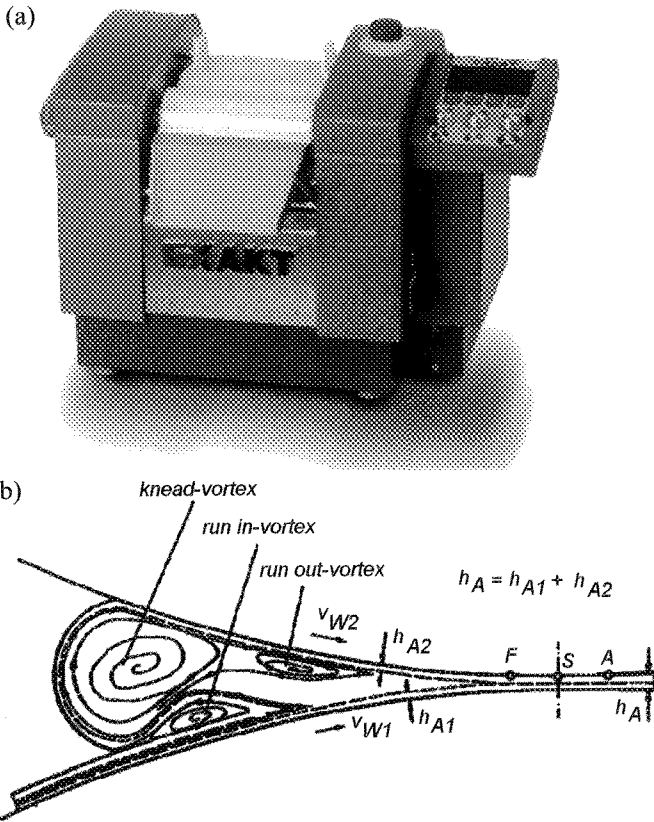 (a)
EXAKT
b)
knead-vortex
run in-vortex
run out-vortex
h_A = h_A1 + h_A2
v_W2
h_A2
F
S
A
v_W1
h_A1
h_A